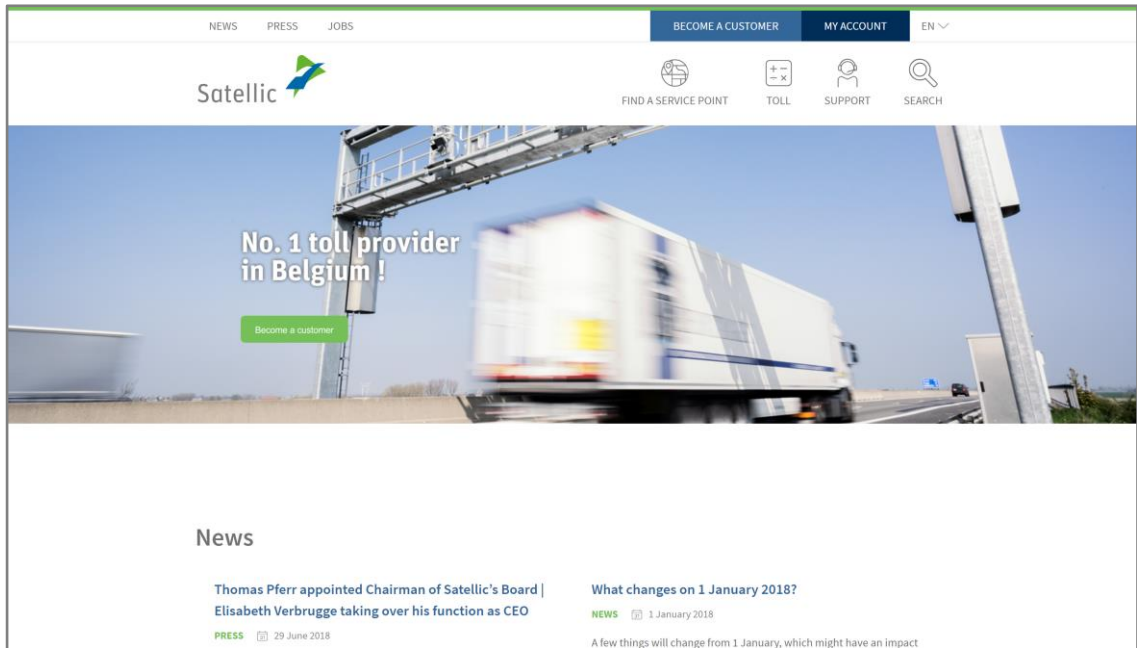 NEWS PRESS JOBS BECOME A CUSTOMER MY ACCOUNT EN
Satellic
FIND A SERVICE POINT TOLL SUPPORT SEARCH
No. 1 toll provider
in Belgium !
Become a customer
News
Thomas Pferr appointed Chairman of Satellic's Board |
Elisabeth Verbrugge taking over his function as CEO
PRESS 29 June 2018
What changes on 1 January 2018?
NEWS 1 January 2018
A few things will change from 1 January, which might have an impact